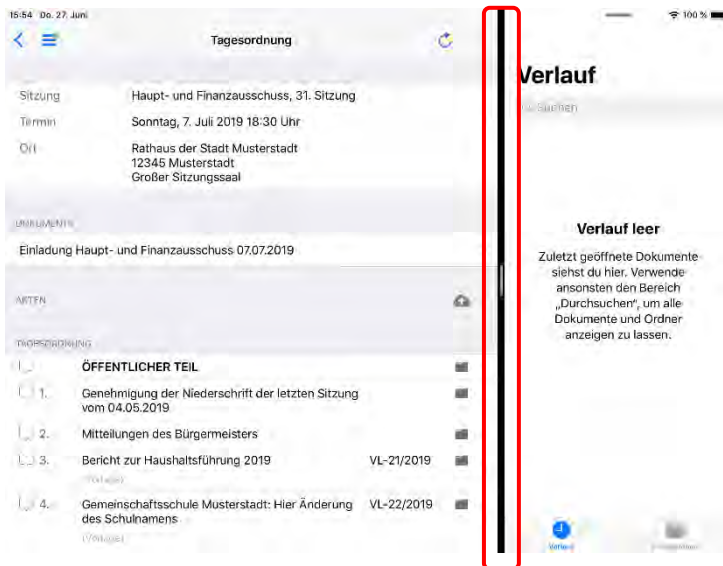 15:54 Do. 27. Juni
100 %
Tagesordnung
Sitzung Haupt- und Finanzausschuss, 31. Sitzung
Termin Sonntag, 7. Juli 2019 18:30 Uhr
Ort Rathaus der Stadt Musterstadt
12345 Musterstadt
Großer Sitzungssaal
DOKUMENTE
Einladung Haupt- und Finanzausschuss 07.07.2019
AKTEN
TAGESORDNUNG
ÖFFENTLICHER TEIL
1. Genehmigung der Niederschrift der letzten Sitzung
vom 04.05.2019
2. Mitteilungen des Bürgermeisters
3. Bericht zur Haushaltsführung 2019 VL-21/2019
(Vorlage)
4. Gemeinschaftsschule Musterstadt: Hier Änderung VL-22/2019
des Schulnamens
(Vorlage)
Verlauf
Suchen
Verlauf leer
Zuletzt geöffnete Dokumente
siehst du hier. Verwende
ansonsten den Bereich
„Durchsuchen“, um alle
Dokumente und Ordner
anzeigen zu lassen.
Verlauf